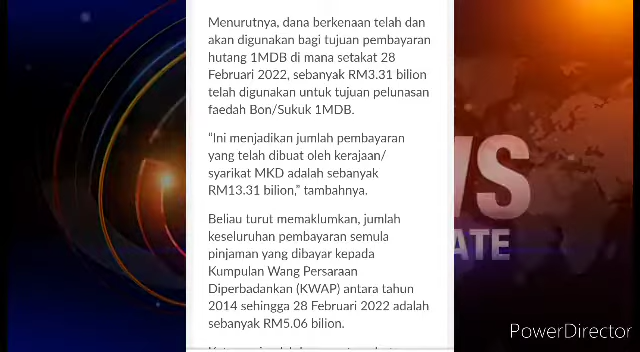 Menurutnya, dana berkenaan telah dan
akan digunakan bagi tujuan pembayaran
hutang 1MDB di mana setakat 28
Februari 2022, sebanyak RM3.31 bilion
telah digunakan untuk tujuan pelunasan
faedah Bon/Sukuk 1MDB.
“Ini menjadikan jumlah pembayaran
yang telah dibuat oleh kerajaan/
syarikat MKD adalah sebanyak
RM13.31 bilion,” tambahnya.
Beliau turut memaklumkan, jumlah
keseluruhan pembayaran semula
pinjaman yang dibayar kepada
Kumpulan Wang Persaraan
Diperbadankan (KWAP) antara tahun
2014 sehingga 28 Februari 2022 adalah
sebanyak RM5.06 bilion.
WS
ATE
PowerDirector